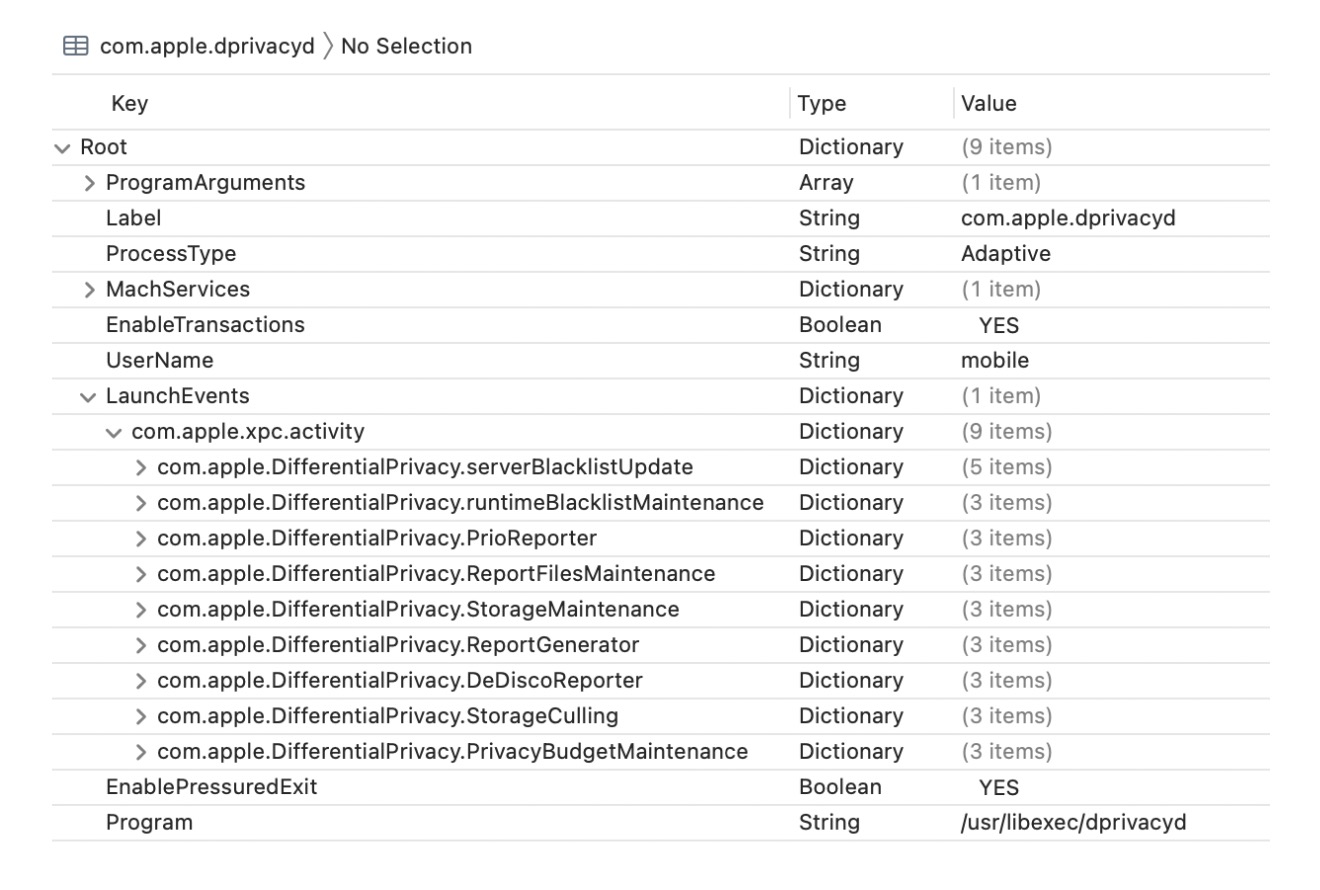 com.apple.dprivacyd 〉 No Selection
Key Type Value
Root Dictionary (9 items)
ProgramArguments Array (1 item)
Label String com.apple.dprivacyd
ProcessType String Adaptive
MachServices Dictionary (1 item)
EnableTransactions Boolean YES
UserName String mobile
LaunchEvents Dictionary (1 item)
com.apple.xpc.activity Dictionary (9 items)
com.apple.DifferentialPrivacy.serverBlacklistUpdate Dictionary (5 items)
com.apple.DifferentialPrivacy.runtimeBlacklistMaintenance Dictionary (3 items)
com.apple.DifferentialPrivacy.PrioReporter Dictionary (3 items)
com.apple.DifferentialPrivacy.ReportFilesMaintenance Dictionary (3 items)
com.apple.DifferentialPrivacy.StorageMaintenance Dictionary (3 items)
com.apple.DifferentialPrivacy.ReportGenerator Dictionary (3 items)
com.apple.DifferentialPrivacy.DeDiscoReporter Dictionary (3 items)
com.apple.DifferentialPrivacy.StorageCulling Dictionary (3 items)
com.apple.DifferentialPrivacy.PrivacyBudgetMaintenance Dictionary (3 items)
EnablePressuredExit Boolean YES
Program String /usr/libexec/dprivacyd